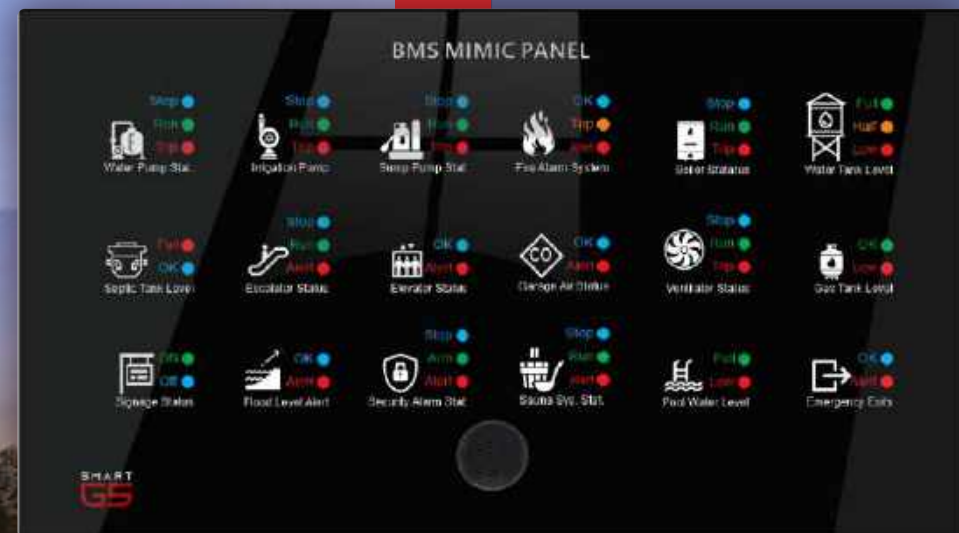 BMS MIMIC PANEL
Stop
Run
Trip
Water Pump Stat.
Stop
Run
Trip
Irrigation Pump
Stop
Run
Trip
Sump Pump Stat
OK
Trip
Alert
Fire Alarm System
Stop
Run
Trip
Boiler Statatus
Full
Half
Low
Water Tank Level
Full
OK
Septic Tank Level
Stop
Run
Alert
Escalator Status
OK
Alert
Elevator Status
CO
OK
Alert
Garage Air Status
Stop
Run
Trip
Ventilator Status
OK
Low
Gas Tank Level
ON
Off
Signage Status
OK
Alert
Flood Level Alert
Stop
Arm
Alert
Security Alarm Stat
Stop
Run
Alert
Sauna Sys. Stat.
Full
Low
Pool Water Level
OK
Alert
Emergency Exits
SMART
GS